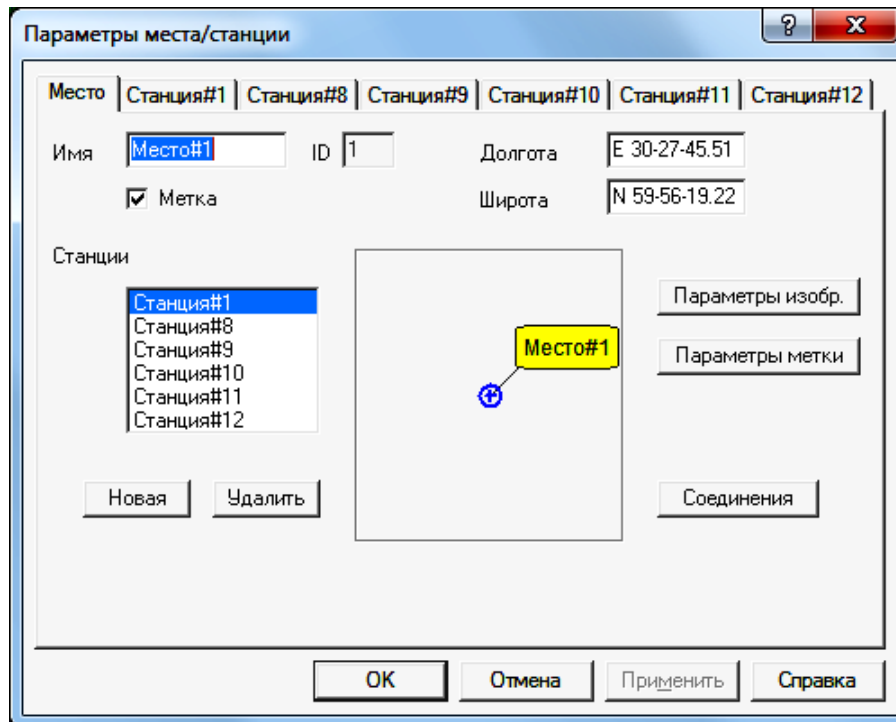 Параметры места/станции
Место Станция#1 Станция#8 Станция#9 Станция#10 Станция#11 Станция#12
Имя Место#1 ID 1 Долгота E 30-27-45.51
Метка Широта N 59-56-19.22
Станции
Станция#1
Станция#8
Станция#9
Станция#10
Станция#11
Станция#12
Место#1
Параметры изобр.
Параметры метки
Новая Удалить Соединения
OK Отмена Применить Справка